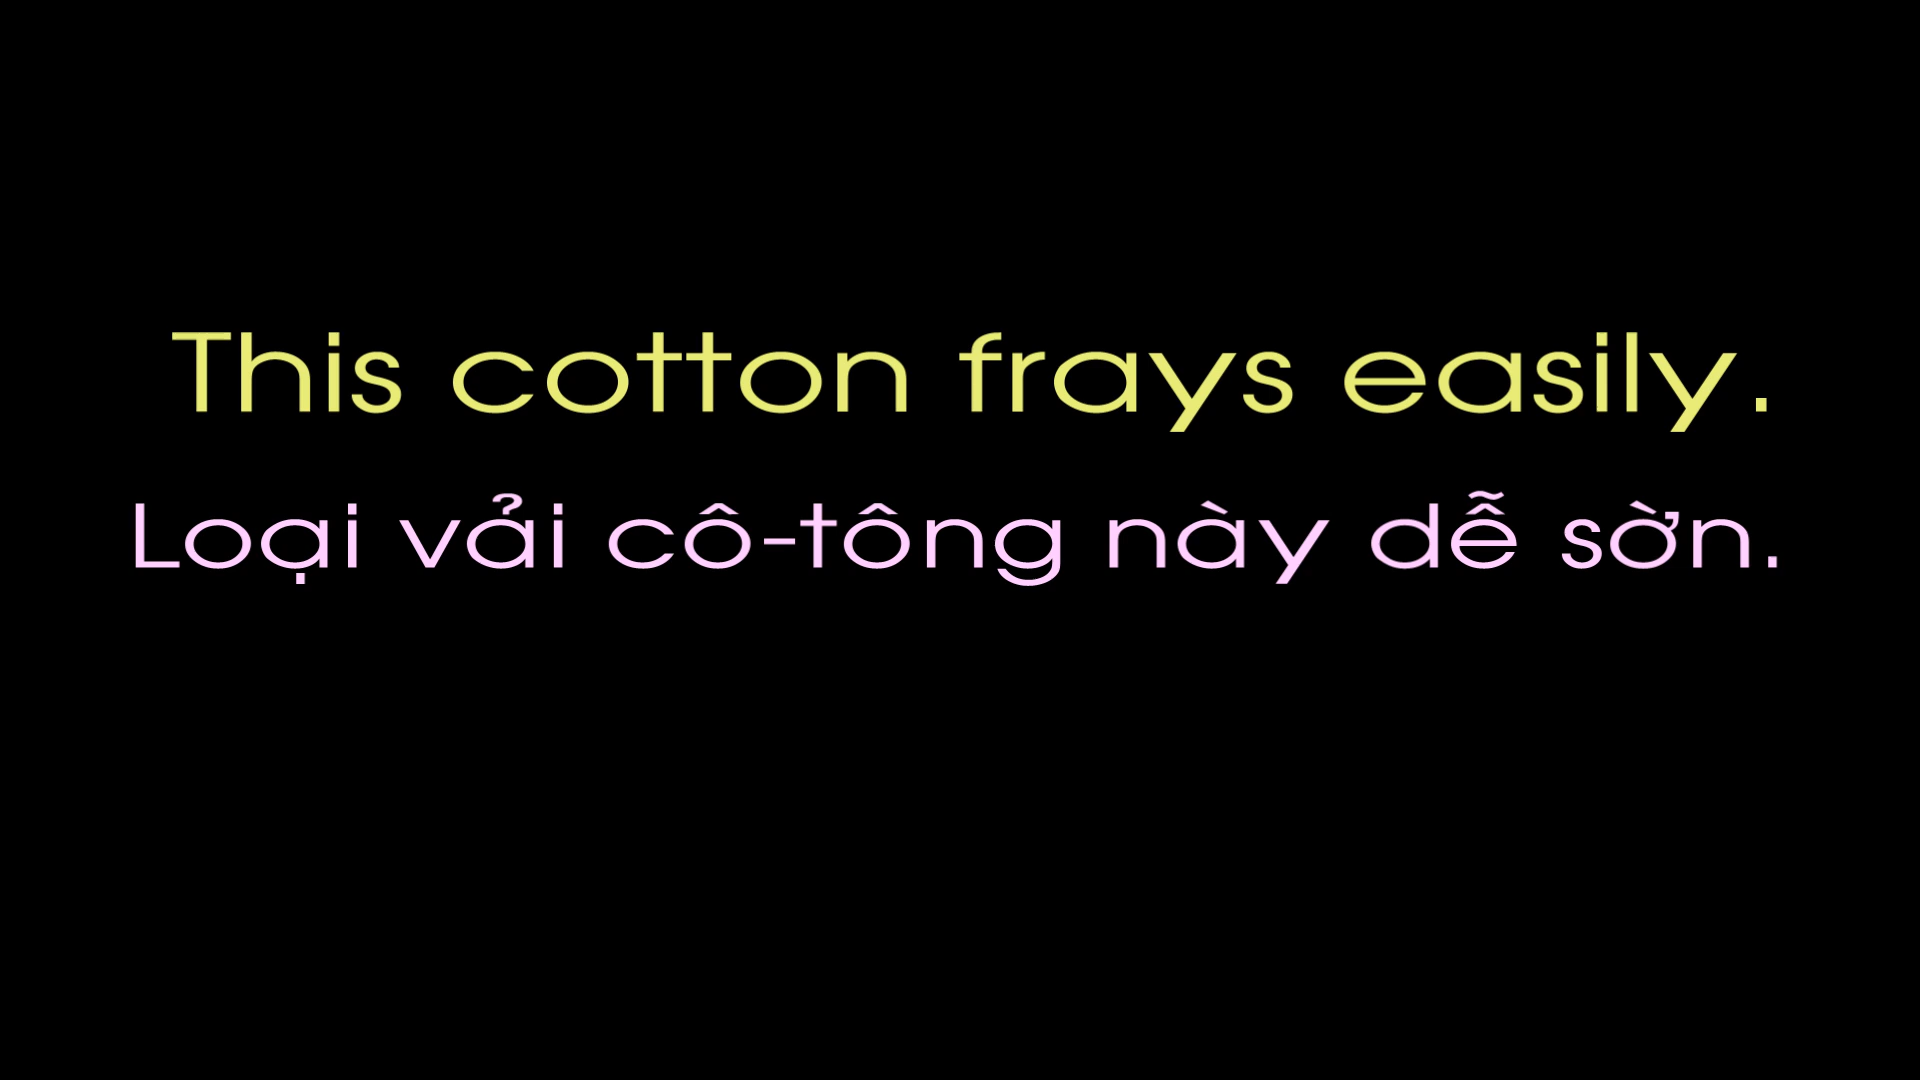 This cotton frays easily.
Loại vải cô-tông này dễ sờn.